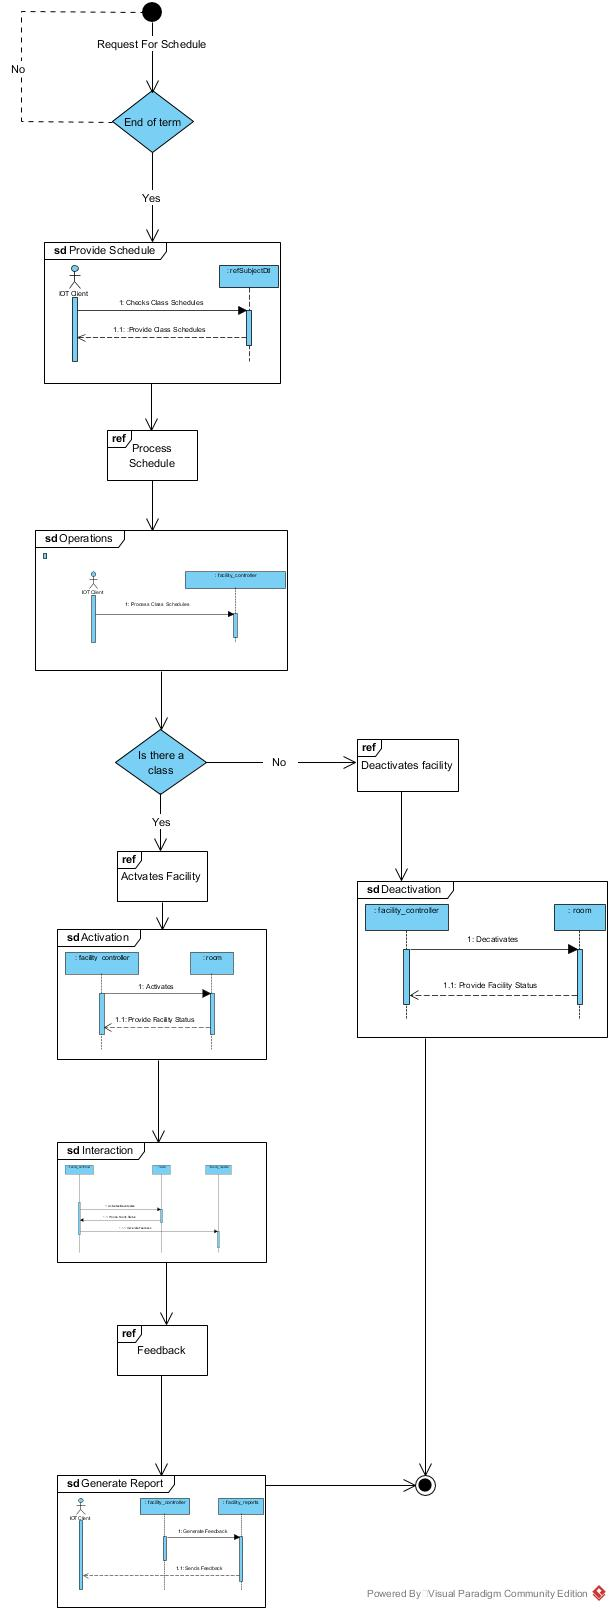 Request For Schedule
No
End of term
Yes
sd Provide Schedule
: refSubjectDtl
IOT Client
1: Checks Class Schedules
1.1: :Provide Class Schedules
ref
Process
Schedule
sd Operations
: facility_controller
IOT Client
1: Process Class Schedules
Is there a
class
No
ref
Deactivates facility
Yes
ref
Actvates Facility
sd Deactivation
: facility_controller
: room
1: Decativates
1.1: Provide Facility Status
sd Activation
: facility controller
: room
1: Activates
1.1: Provide Facility Status
sd Interaction
ref
Feedback
sd Generate Report
: facility_controller
: facility_reports
IOT Client
1: Generate Feedback
1.1: Sends Feedback
Powered By Visual Paradigm Community Edition